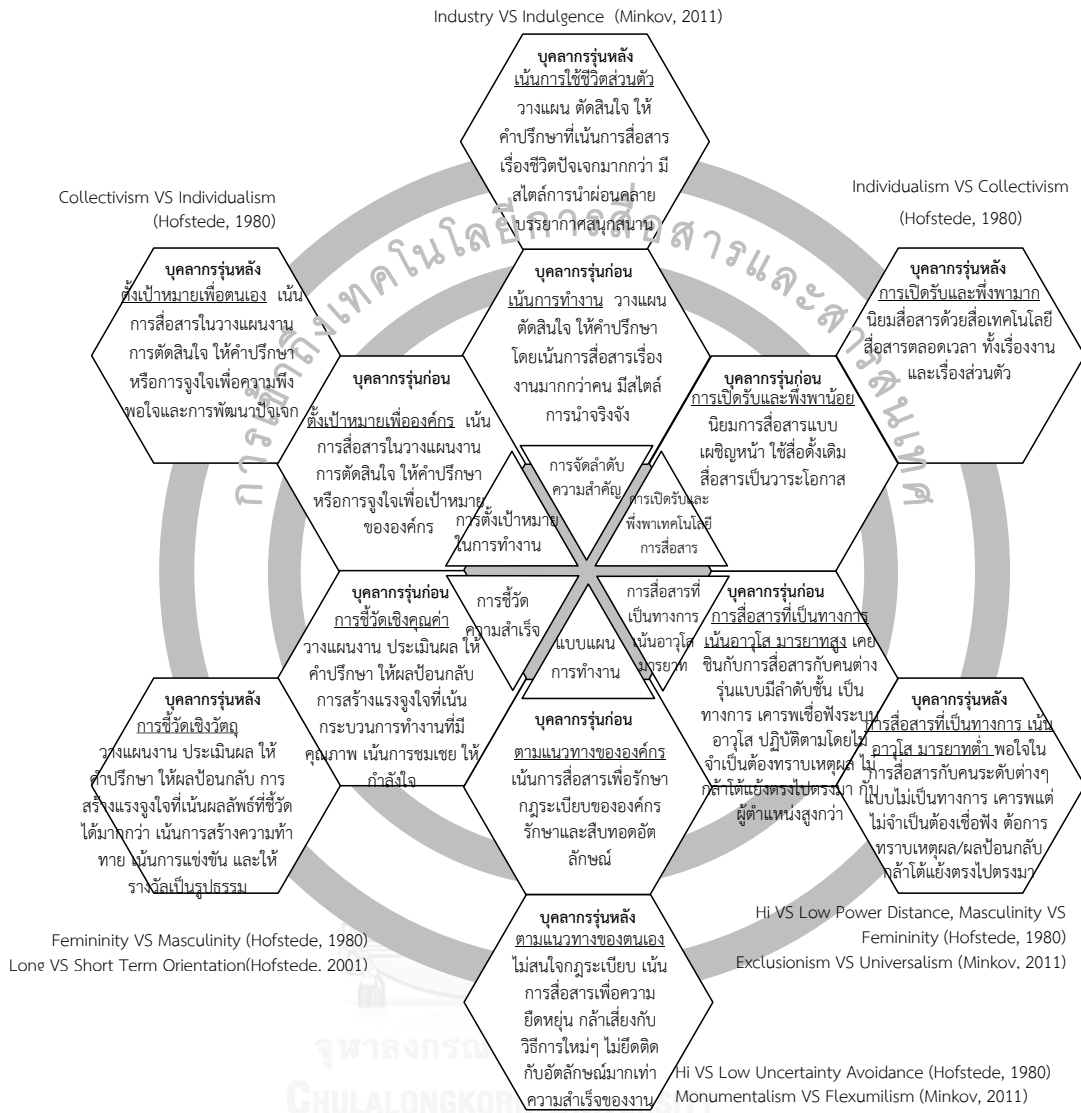 Industry VS Indulgence (Minkov, 2011)
บุคลากรรุ่นหลัง
เน้นการใช้ชีวิตส่วนตัว
วางแผน ตัดสินใจ ให้
คำปรึกษาที่เน้นการสื่อสาร
เรื่องชีวิตปัจเจกมากกว่า มี
สไตล์การนำผ่อนคลาย
บรรยากาศสนุกสนาน
Collectivism VS Individualism
(Hofstede, 1980)
Individualism VS Collectivism
(Hofstede, 1980)
การเข้าถึงเทคโนโลยีการสื่อสารและสารสนเทศ
บุคลากรรุ่นหลัง
ตั้งเป้าหมายเพื่อตนเอง เน้น
การสื่อสารในวางแผนงาน
การตัดสินใจ ให้คำปรึกษา
หรือการจูงใจเพื่อความพึง
พอใจและการพัฒนาปัจเจก
บุคลากรรุ่นก่อน
เน้นการทำงาน วางแผน
ตัดสินใจ ให้คำปรึกษา
โดยเน้นการสื่อสารเรื่อง
งานมากกว่าคน มีสไตล์
การนำจริงจัง
บุคลากรรุ่นหลัง
การเปิดรับและพึ่งพามาก
นิยมสื่อสารด้วยสื่อเทคโนโลยี
สื่อสารตลอดเวลา ทั้งเรื่องงาน
และเรื่องส่วนตัว
บุคลากรรุ่นก่อน
ตั้งเป้าหมายเพื่อองค์กร เน้น
การสื่อสารในวางแผนงาน
การตัดสินใจ ให้คำปรึกษา
หรือการจูงใจเพื่อเป้าหมาย
ขององค์กร
บุคลากรรุ่นก่อน
การเปิดรับและพึ่งพาน้อย
นิยมการสื่อสารแบบ
เผชิญหน้า ใช้สื่อดั้งเดิม
สื่อสารเป็นวาระโอกาส
การจัดลำดับ
ความสำคัญ
การตั้งเป้าหมาย
ในการทำงาน
การเปิดรับและ
พึ่งพาเทคโนโลยี
การสื่อสาร
การชี้วัด
ความสำเร็จ
แบบแผน
การทำงาน
การสื่อสารที่
เป็นทางการ
เน้นอาวุโส
มารยาท
บุคลากรรุ่นก่อน
การชี้วัดเชิงคุณค่า
วางแผนงาน ประเมินผล ให้
คำปรึกษา ให้ผลป้อนกลับ
การสร้างแรงจูงใจที่เน้น
กระบวนการทำงานที่มี
คุณภาพ เน้นการชมเชย ให้
กำลังใจ
บุคลากรรุ่นก่อน
การสื่อสารที่เป็นทางการ
เน้นอาวุโส มารยาทสูง เคย
ชินกับการสื่อสารกับคนต่าง
รุ่นแบบมีลำดับชั้น เป็น
ทางการ เคารพเชื่อฟังระบบ
อาวุโส ปฏิบัติตามโดยไม่
จำเป็นต้องทราบเหตุผล ไม่
กล้าโต้แย้งตรงไปตรงมา กับ
ผู้ตำแหน่งสูงกว่า
บุคลากรรุ่นหลัง
การชี้วัดเชิงวัตถุ
วางแผนงาน ประเมินผล ให้
คำปรึกษา ให้ผลป้อนกลับ การ
สร้างแรงจูงใจที่เน้นผลลัพธ์ที่ชี้วัด
ได้มากกว่า เน้นการสร้างความท้า
ทาย เน้นการแข่งขัน และให้
รางวัลเป็นรูปธรรม
บุคลากรรุ่นก่อน
ตามแนวทางขององค์กร
เน้นการสื่อสารเพื่อรักษา
กฎระเบียบขององค์กร
รักษาและสืบทอดอัต
ลักษณ์
บุคลากรรุ่นหลัง
การสื่อสารที่เป็นทางการ เน้น
อาวุโส มารยาทต่ำ พอใจใน
การสื่อสารกับคนระดับต่างๆ
แบบไม่เป็นทางการ เคารพแต่
ไม่จำเป็นต้องเชื่อฟัง ต้อการ
ทราบเหตุผล/ผลป้อนกลับ
กล้าโต้แย้งตรงไปตรงมา
Femininity VS Masculinity (Hofstede, 1980)
Long VS Short Term Orientation(Hofstede. 2001)
Hi VS Low Power Distance, Masculinity VS
Femininity (Hofstede, 1980)
Exclusionism VS Universalism (Minkov, 2011)
บุคลากรรุ่นหลัง
ตามแนวทางของตนเอง
ไม่สนใจกฎระเบียบ เน้น
การสื่อสารเพื่อความ
ยืดหยุ่น กล้าเสี่ยงกับ
วิธีการใหม่ๆ ไม่ยึดติด
กับอัตลักษณ์มากเท่า
ความสำเร็จของงาน
Hi VS Low Uncertainty Avoidance (Hofstede, 1980)
Monumentalism VS Flexumilism (Minkov, 2011)